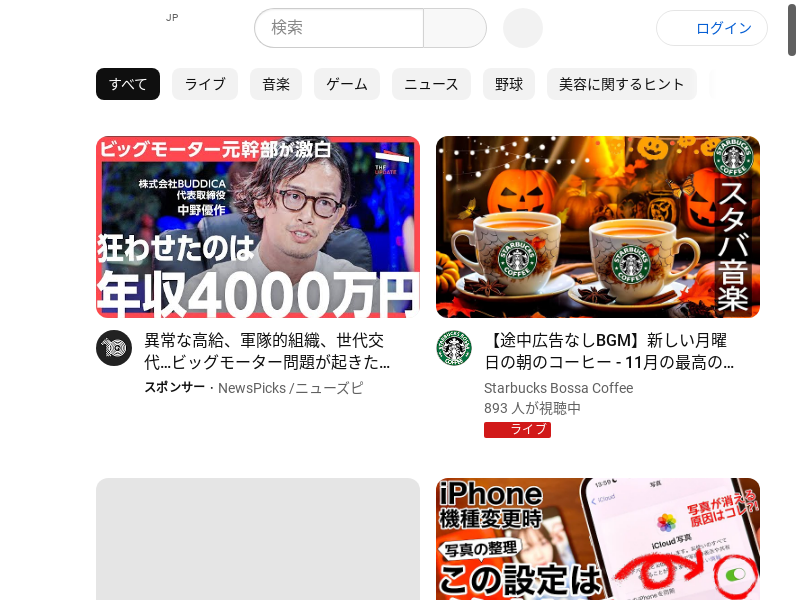 JP
検索
ログイン
すべて
ライブ
音楽
ゲーム
ニュース
野球
美容に関するヒント
ビッグモーター元幹部が激白
THE UPDATE
株式会社BUDDICA
代表取締役
中野優作
狂わせたのは
年収4000万円
STARBUCKS COFFEE
STARBUCKS COFFEE
STARBUCKS COFFEE
スタバ音楽
異常な高給、軍隊的組織、世代交
代...ビッグモーター問題が起きた...
スポンサー · NewsPicks /ニューズピ
【途中広告なしBGM】新しい月曜
日の朝のコーヒー - 11月の最高の...
Starbucks Bossa Coffee
893 人が視聴中
ライブ
iPhone
機種変更時
写真の整理
この設定は
13:59
iCloud
写真
写真が消える
原因はコレ?!
iCloud写真